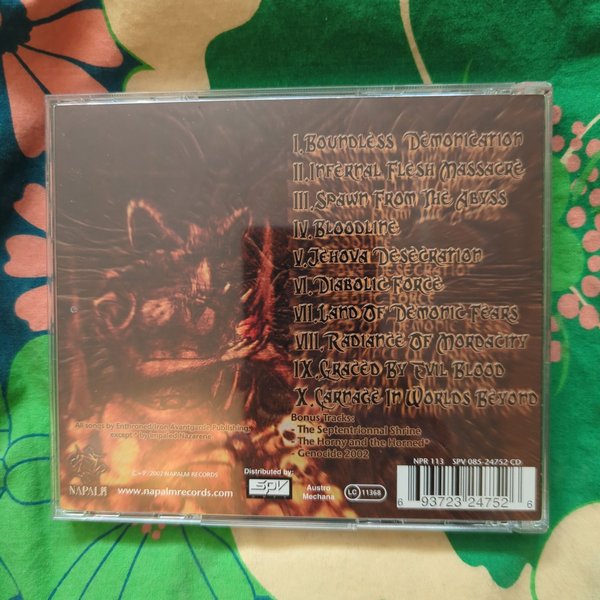 I. Boundless Demonication
II. Infernal Flesh Massacre
III. Spawn From The Abyss
IV. Bloodline
V. Jehova Desecration
VI. Diabolic Force
VII. Land Of Demonic Fears
VIII. Radiance Of Mordacity
IX. Graced By Evil Blood
X. Carnage In Worlds Beyond
Bonus Tracks:
- The Septentrionnal Shrine
- The Horny and the Horned*
- Genocide 2002
All songs by Enthroned/Iron Avantgarde Publishings
except * by Impaled Nazarene
NPR 113 SPV 085-24752 CD
6 93723 24752 6
NAPALM
© + ℗ / 2002 NAPALM RECORDS
www.napalmrecords.com
Distributed by:
SPV
Austro
Mechana
LC 11368